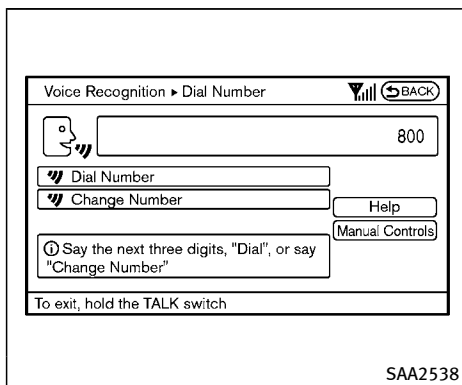 Voice Recognition ▸ Dial Number
BACK
800
Dial Number
Change Number
Help
Manual Controls
Say the next three digits, "Dial", or say
"Change Number"
To exit, hold the TALK switch
SAA2538